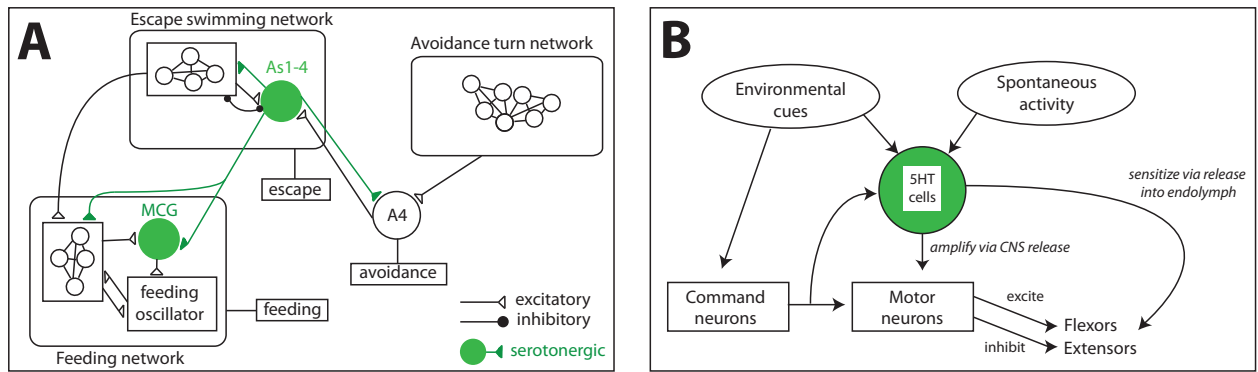 A
Escape swimming network
As1-4
Avoidance turn network
escape
A4
avoidance
MCG
feeding
oscillator
feeding
Feeding network
excitatory
inhibitory
serotonergic
B
Environmental
cues
Spontaneous
activity
5HT
cells
sensitize via release
into endolymph
amplify via CNS release
Command
neurons
Motor
neurons
excite
inhibit
Flexors
Extensors